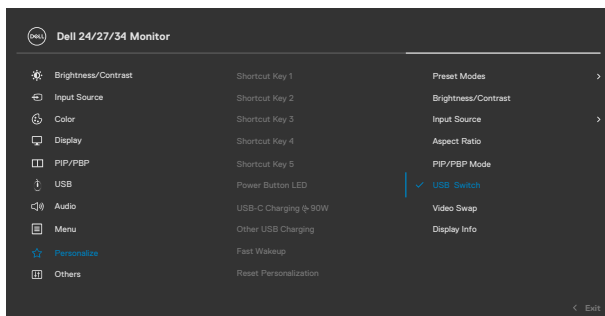 DELL
Dell 24/27/34 Monitor
Brightness/Contrast
Input Source
Color
Display
PIP/PBP
USB
Audio
Menu
Personalize
Others
Shortcut Key 1
Shortcut Key 2
Shortcut Key 3
Shortcut Key 4
Shortcut Key 5
Power Button LED
USB-C Charging 90W
Other USB Charging
Fast Wakeup
Reset Personalization
Preset Modes
Brightness/Contrast
Input Source
Aspect Ratio
PIP/PBP Mode
USB Switch
Video Swap
Display Info
Exit